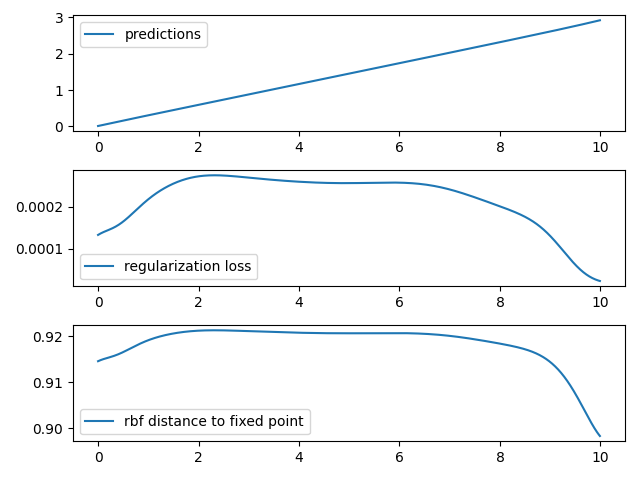 3
2
1
0
predictions
0 2 4 6 8 10
0.0002
0.0001
regularization loss
0 2 4 6 8 10
0.92
0.91
0.90
rbf distance to fixed point
0 2 4 6 8 10